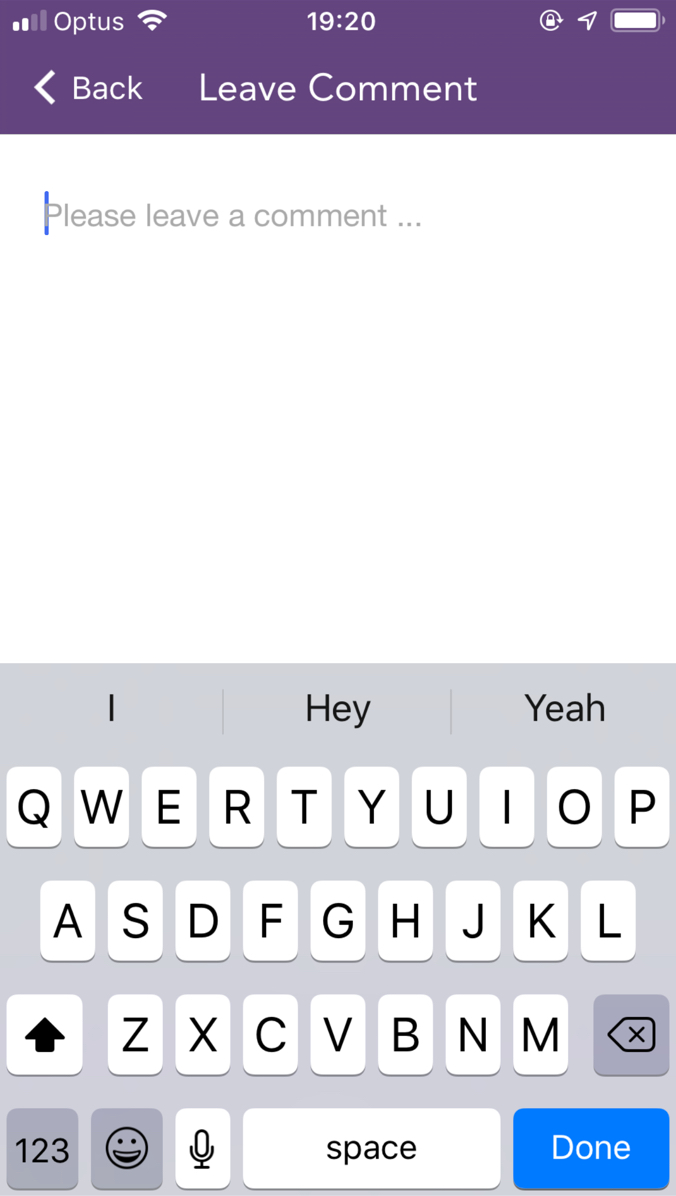 Optus 19:20
Back Leave Comment
Please leave a comment ...
I Hey Yeah
Q W E R T Y U I O P
A S D F G H J K L
Z X C V B N M
123 space Done